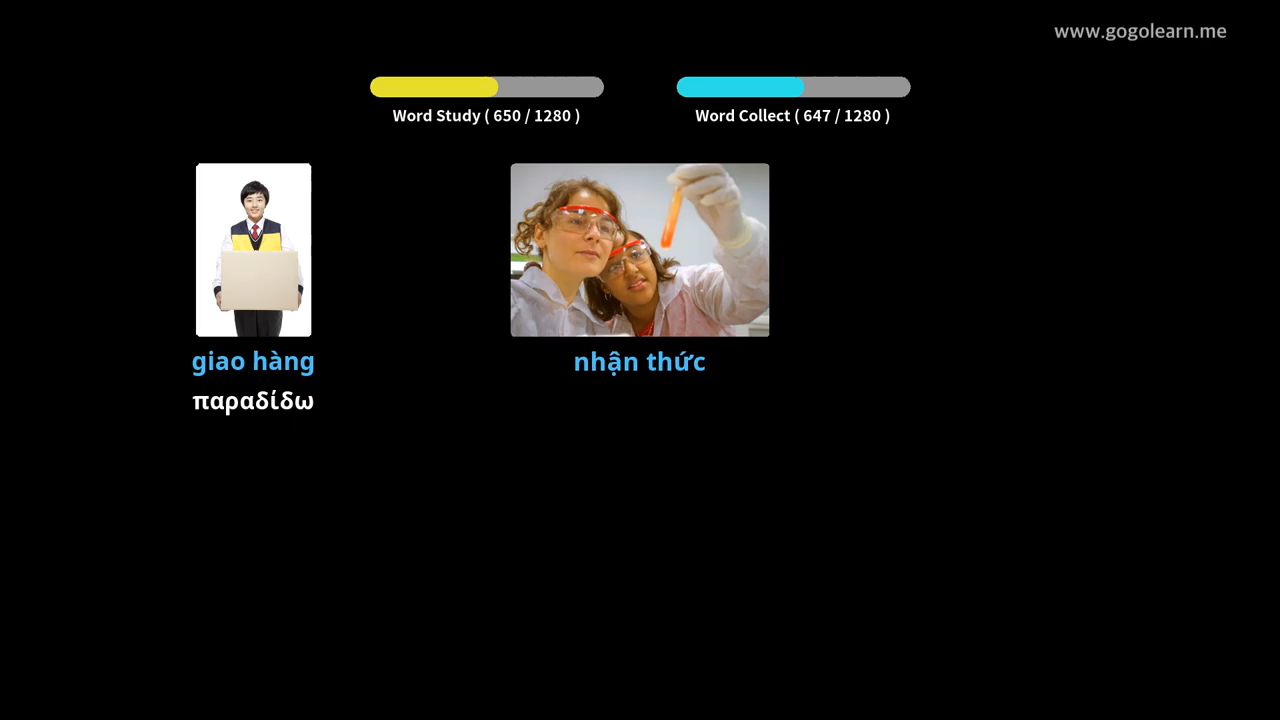 www.gogolearn.me
Word Study ( 650 / 1280 )
Word Collect ( 647 / 1280 )
giao hàng
παραδίδω
nhận thức